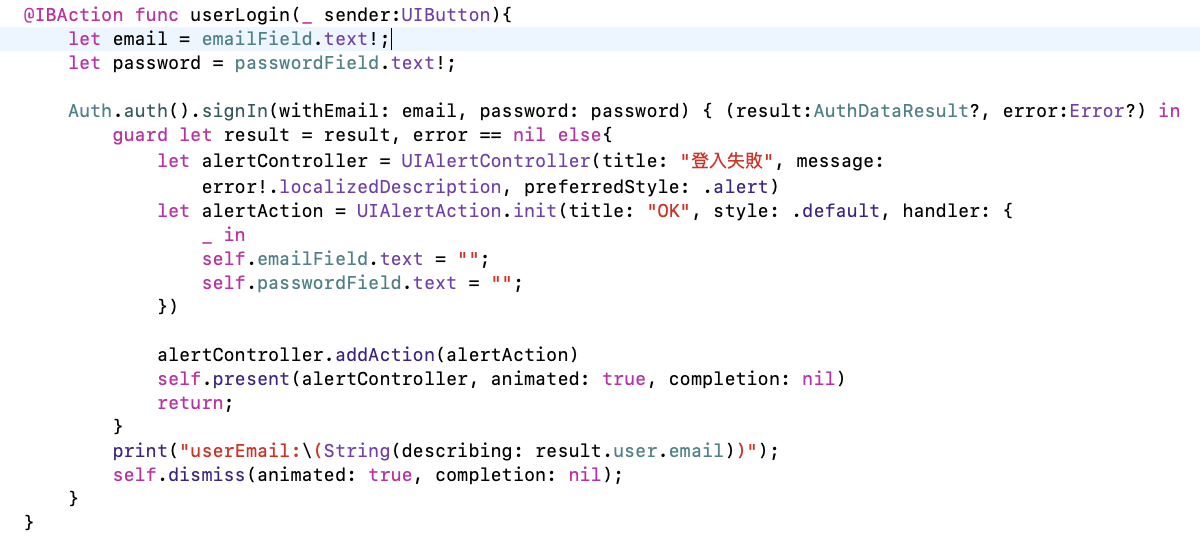 @IBAction func userLogin(_ sender:UIButton){
    let email = emailField.text!;
    let password = passwordField.text!;

    Auth.auth().signIn(withEmail: email, password: password) { (result:AuthDataResult?, error:Error?) in
        guard let result = result, error == nil else{
            let alertController = UIAlertController(title: "登入失敗", message:
                error!.localizedDescription, preferredStyle: .alert)
            let alertAction = UIAlertAction.init(title: "OK", style: .default, handler: {
                _ in
                self.emailField.text = "";
                self.passwordField.text = "";
            })

            alertController.addAction(alertAction)
            self.present(alertController, animated: true, completion: nil)
            return;
        }
        print("userEmail:\(String(describing: result.user.email))");
        self.dismiss(animated: true, completion: nil);
    }
}